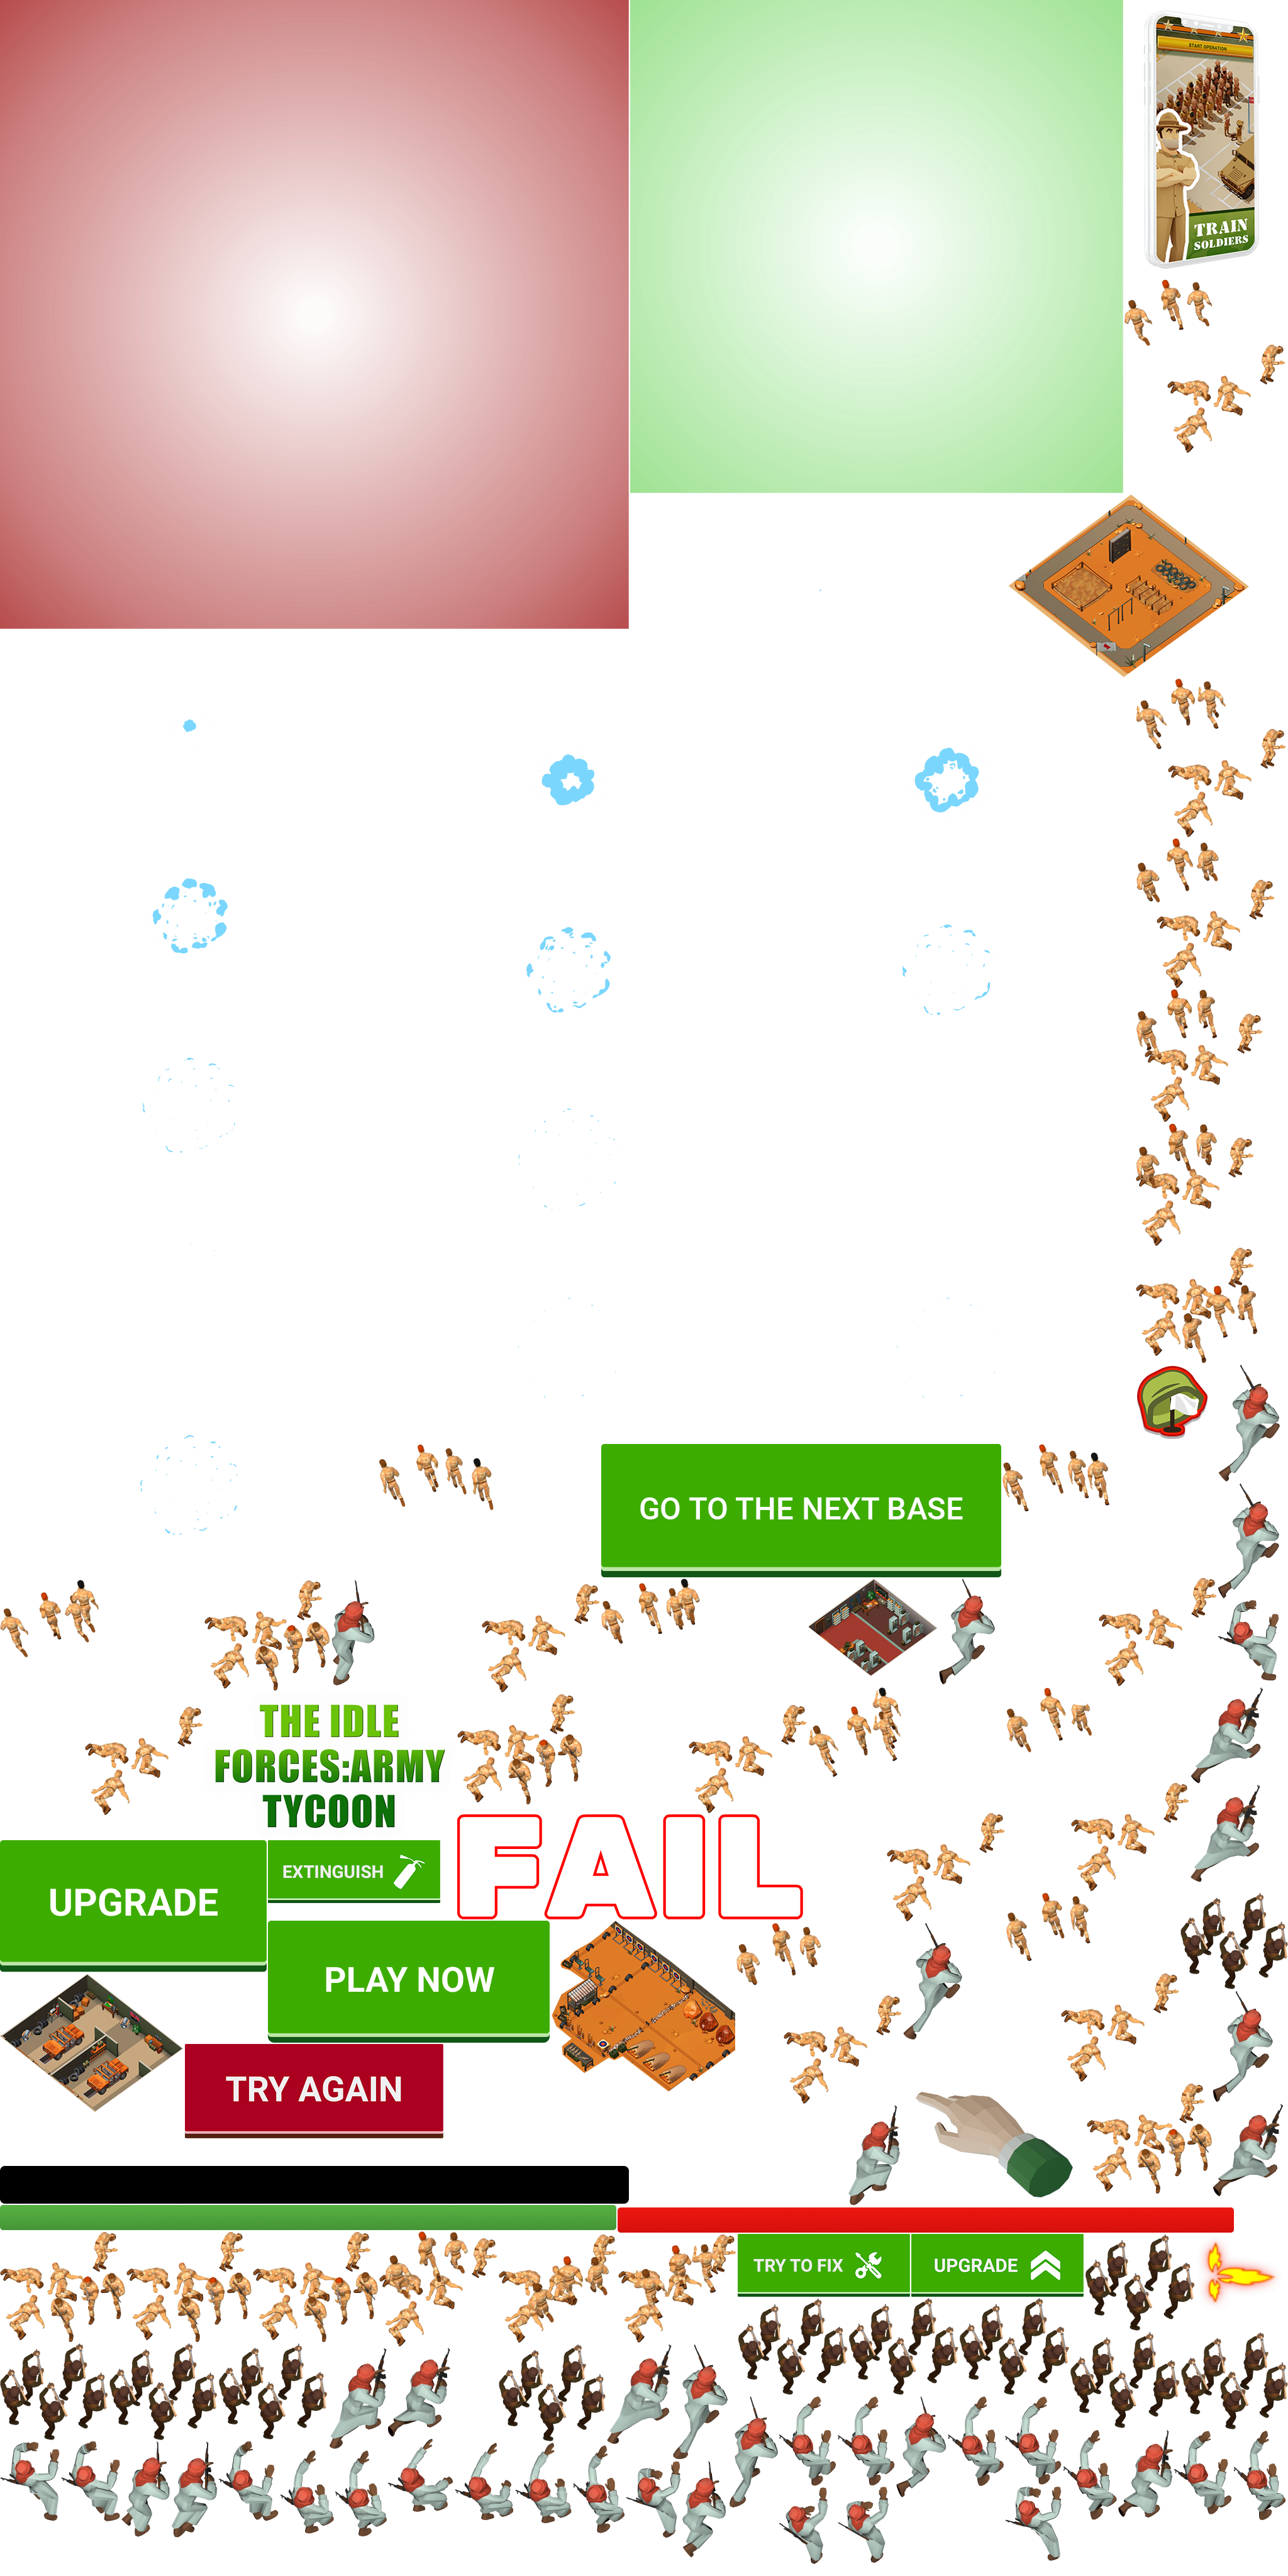 START OPERATION
TRAIN
SOLDIERS
GO TO THE NEXT BASE
THE IDLE
FORCES:ARMY
TYCOON
FAIL
UPGRADE
EXTINGUISH
PLAY NOW
TRY AGAIN
TRY TO FIX
UPGRADE